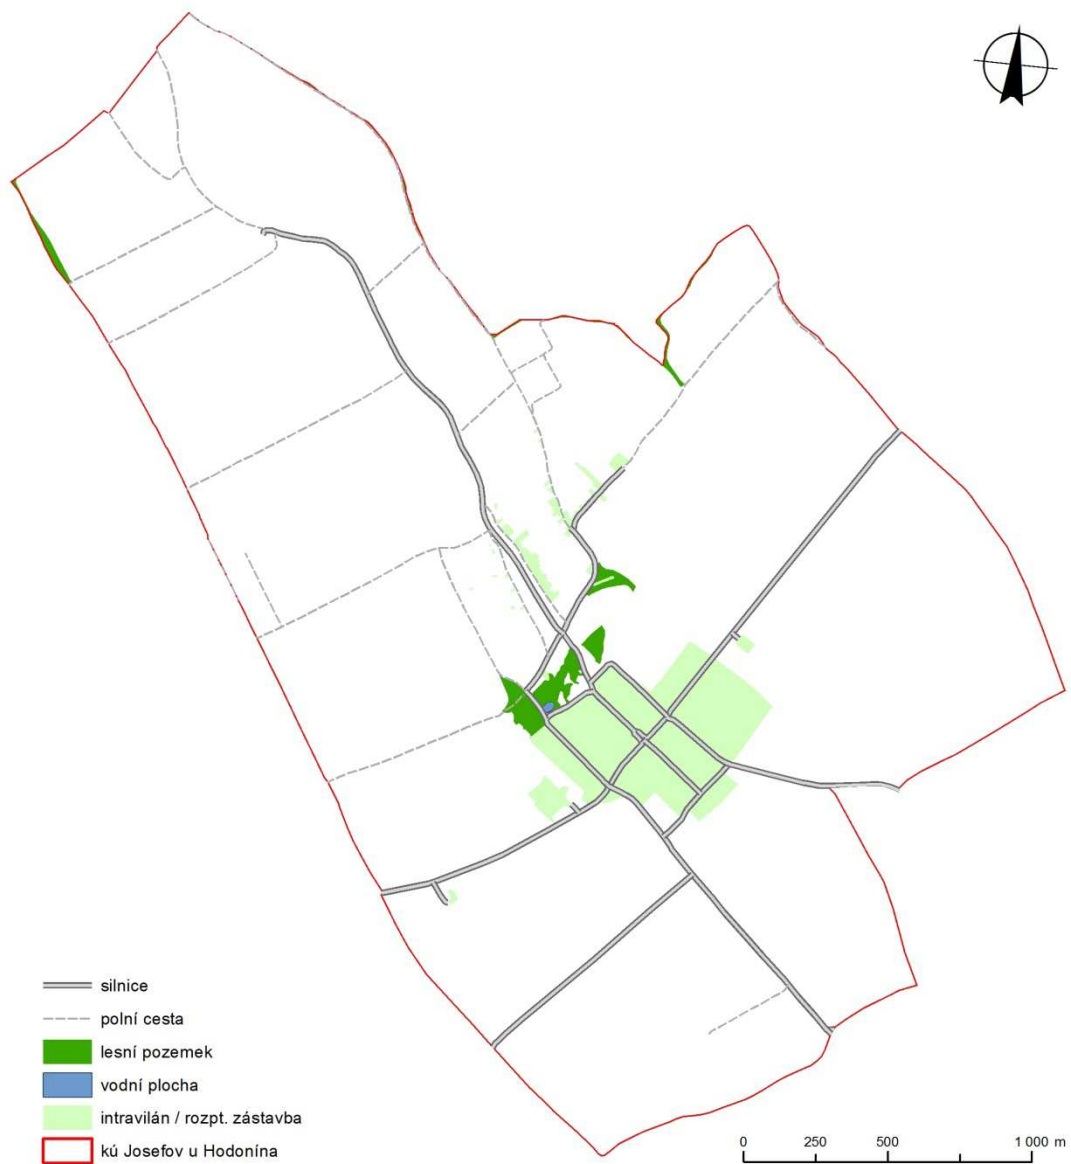 silnice
polní cesta
lesní pozemek
vodní plocha
intravilán / rozpt. zástavba
kú Josefov u Hodonína
0 250 500 1 000 m